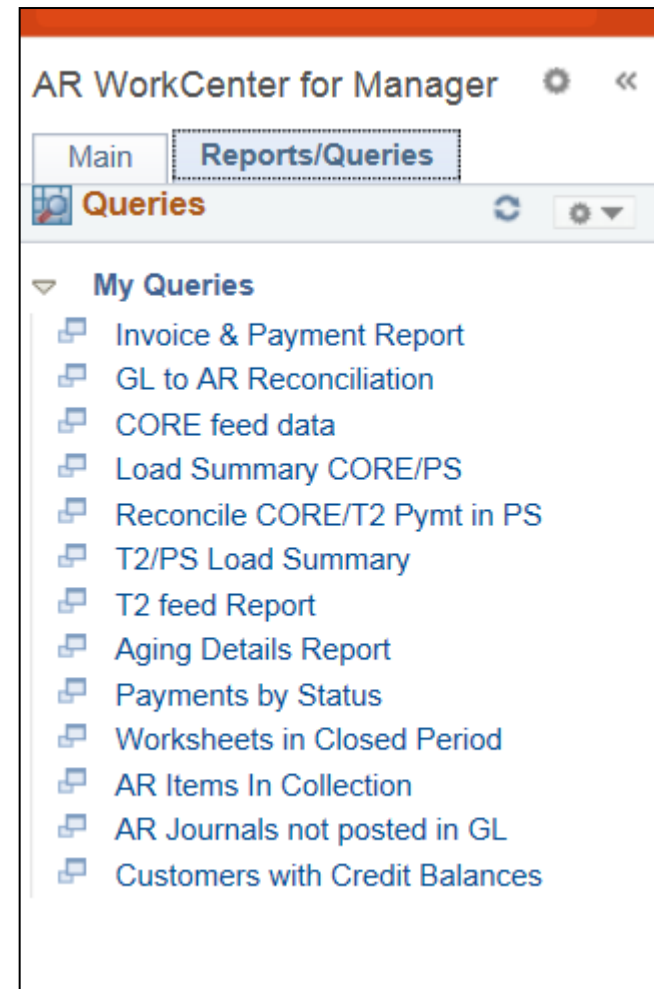 AR WorkCenter for Manager
Main
Reports/Queries
Queries
My Queries
Invoice & Payment Report
GL to AR Reconciliation
CORE feed data
Load Summary CORE/PS
Reconcile CORE/T2 Pymt in PS
T2/PS Load Summary
T2 feed Report
Aging Details Report
Payments by Status
Worksheets in Closed Period
AR Items In Collection
AR Journals not posted in GL
Customers with Credit Balances